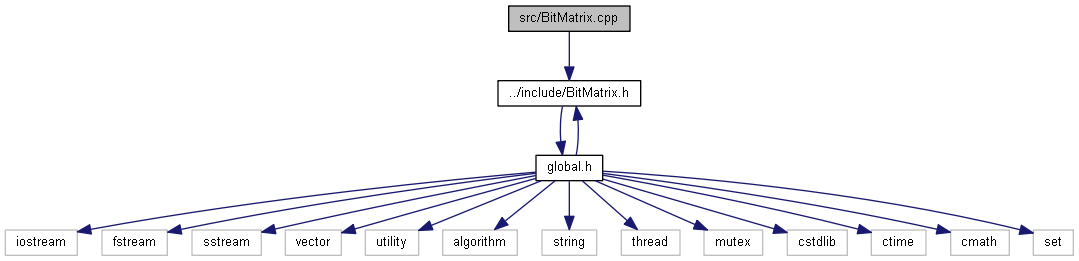 src/BitMatrix.cpp
../include/BitMatrix.h
global.h
iostream fstream sstream vector utility algorithm string thread mutex cstdlib ctime cmath set